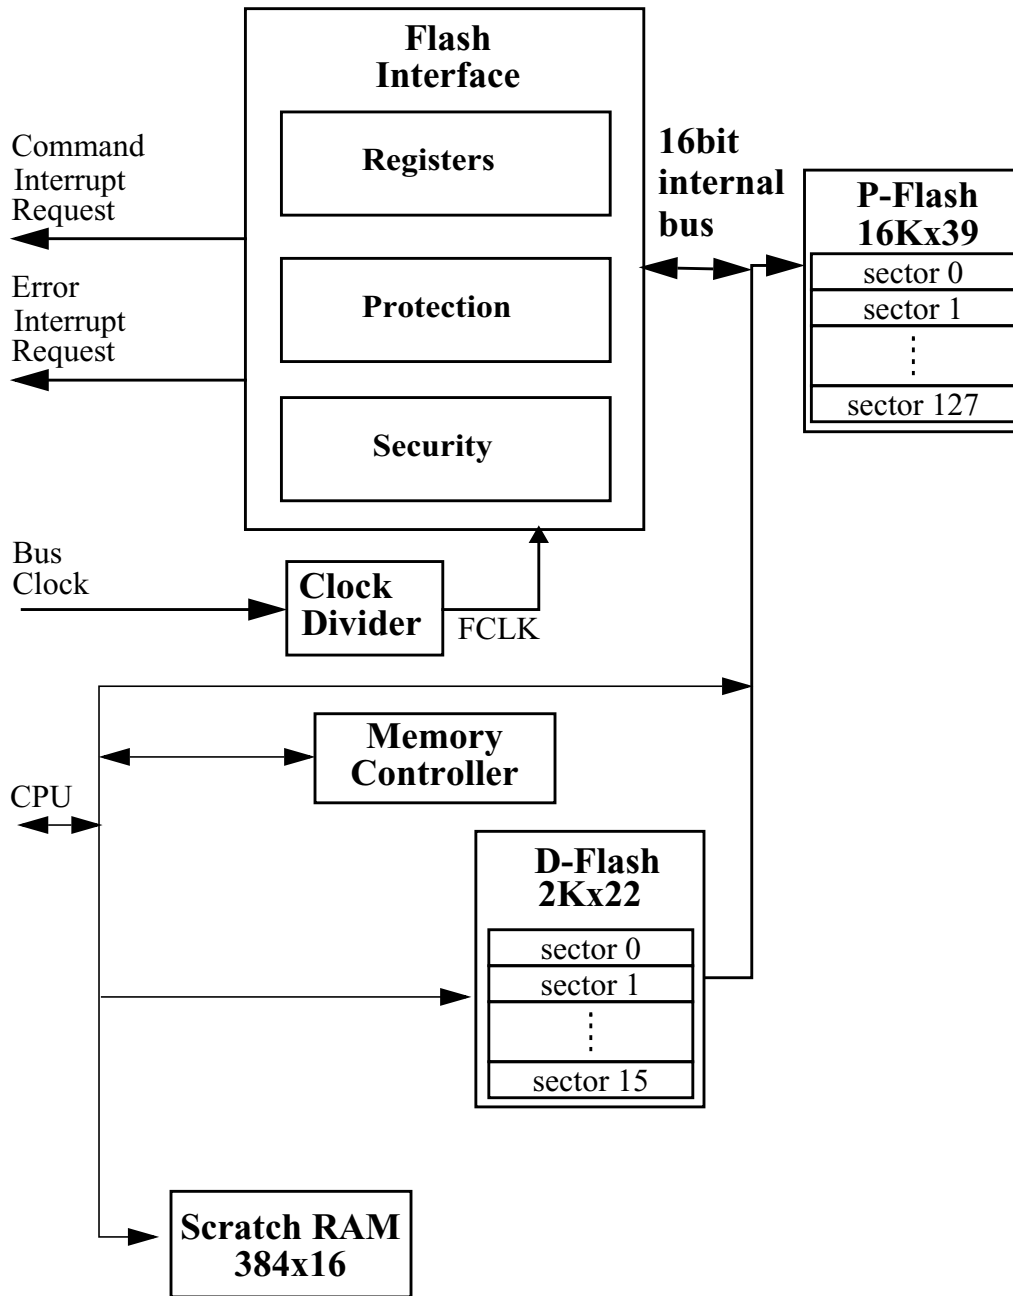 Flash
Interface
Registers
Protection
Security
Command
Interrupt
Request
Error
Interrupt
Request
16bit
internal
bus
P-Flash
16Kx39
sector 0
sector 1
sector 127
Bus
Clock
Clock
Divider
FCLK
Memory
Controller
CPU
D-Flash
2Kx22
sector 0
sector 1
sector 15
Scratch RAM
384x16